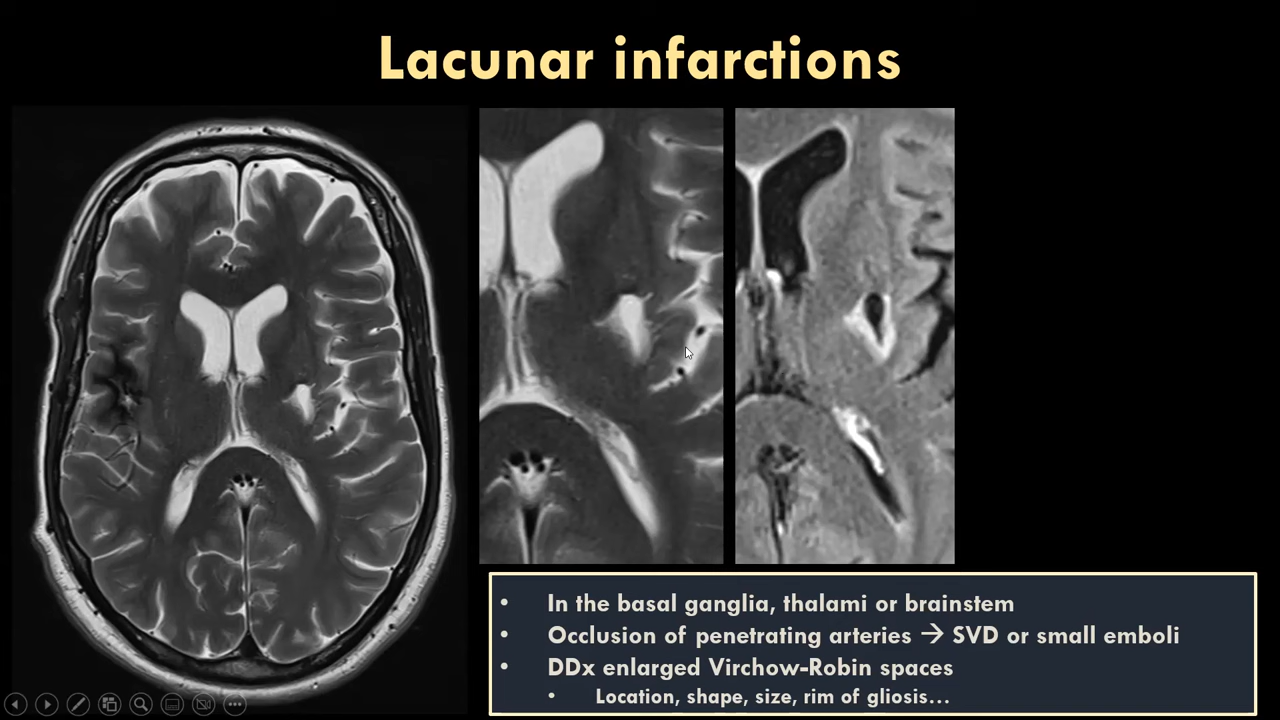 Lacunar infarctions
• In the basal ganglia, thalami or brainstem
• Occlusion of penetrating arteries → SVD or small emboli
• DDx enlarged Virchow-Robin spaces
• Location, shape, size, rim of gliosis...